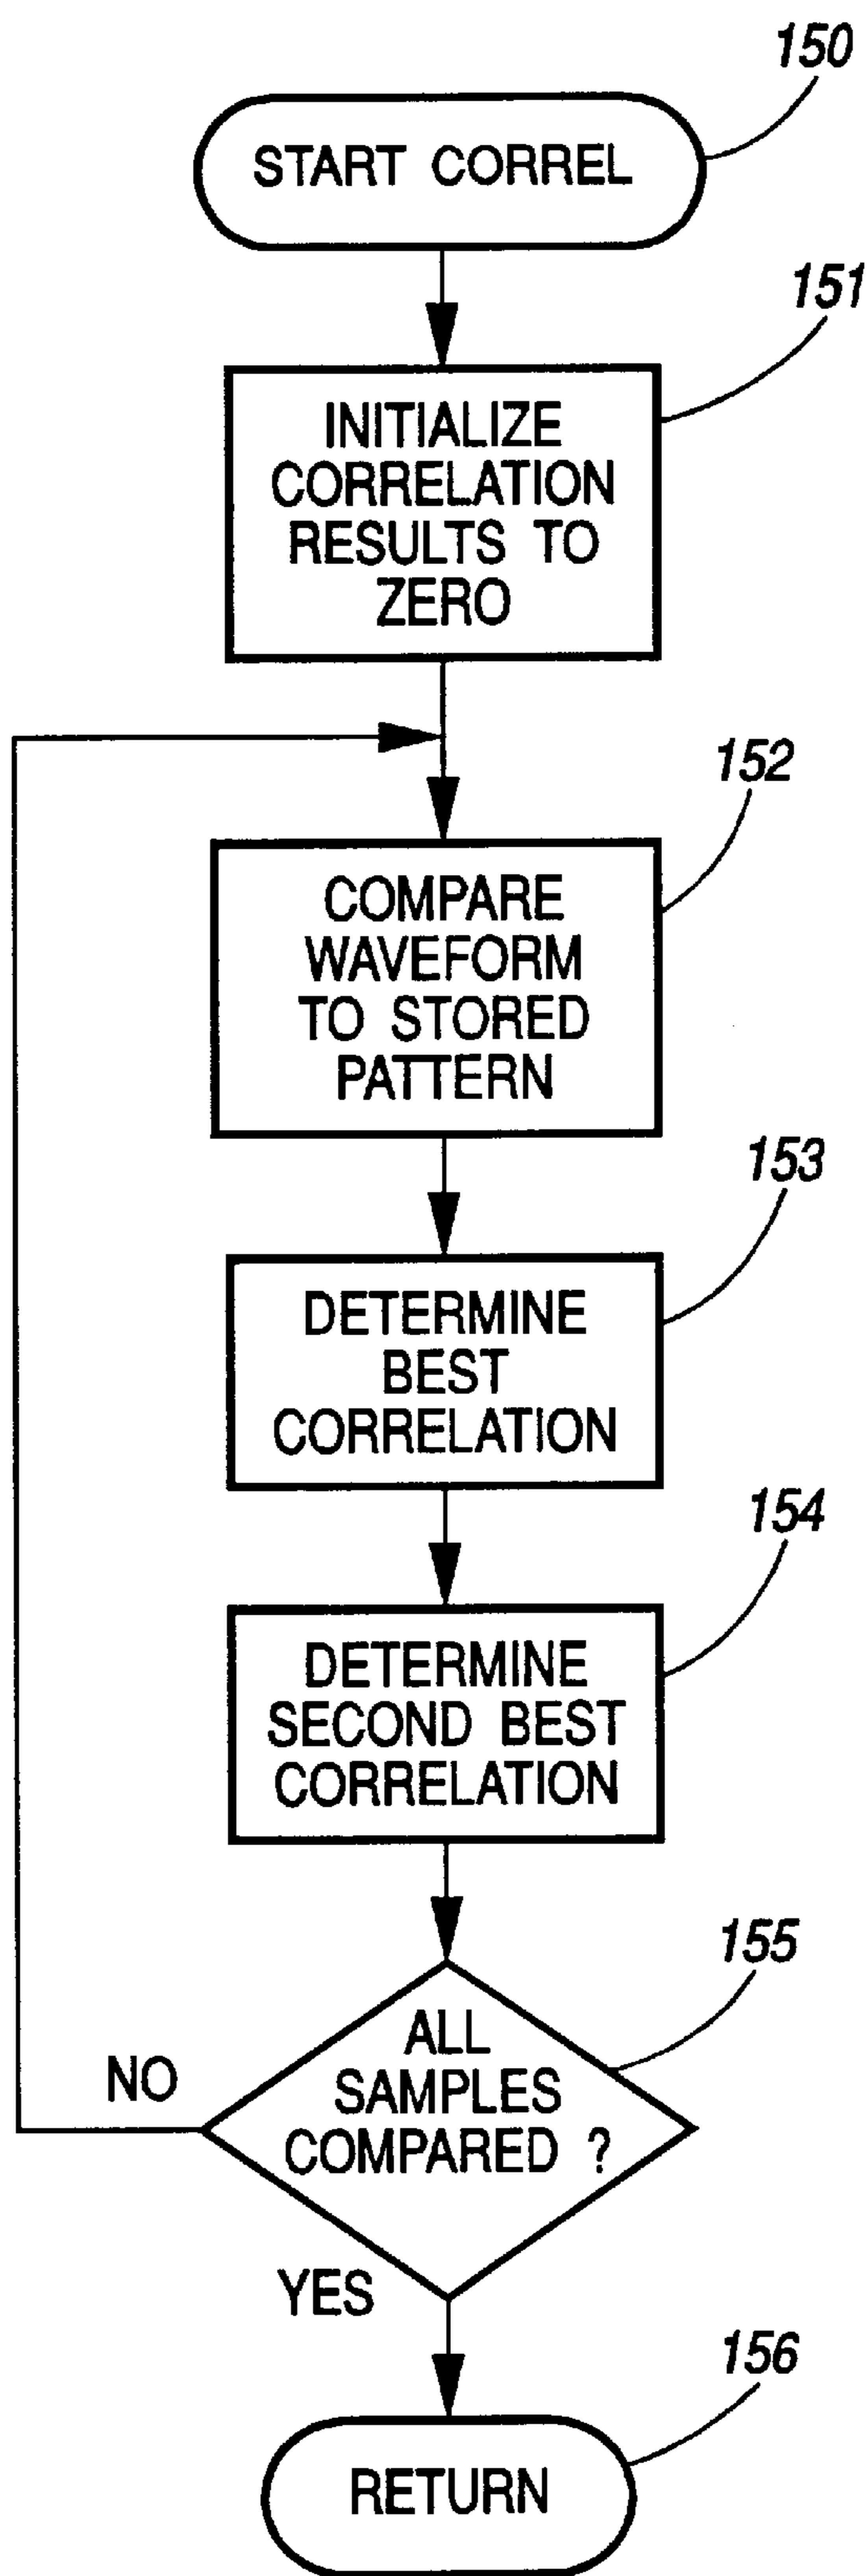 150
START CORREL
151
INITIALIZE
CORRELATION
RESULTS TO
ZERO
152
COMPARE
WAVEFORM
TO STORED
PATTERN
153
DETERMINE
BEST
CORRELATION
154
DETERMINE
SECOND BEST
CORRELATION
155
ALL
SAMPLES
COMPARED ?
NO
YES
156
RETURN